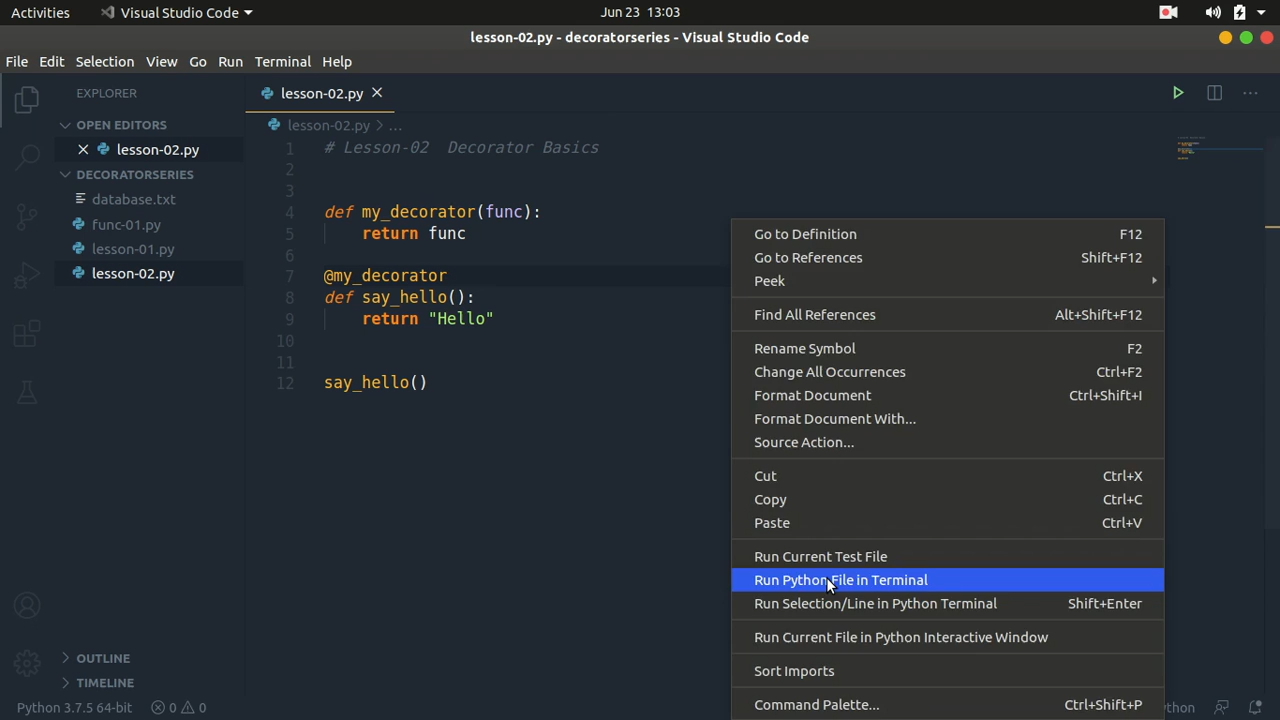 Activities
Visual Studio Code
Jun 23 13:03
lesson-02.py - decoratorseries - Visual Studio Code
File Edit Selection View Go Run Terminal Help
EXPLORER
OPEN EDITORS
lesson-02.py
DECORATORSERIES
database.txt
func-01.py
lesson-01.py
lesson-02.py
OUTLINE
TIMELINE
lesson-02.py
lesson-02.py > ...
1 # Lesson-02 Decorator Basics
2
3
4 def my_decorator(func):
5 return func
6
7 @my_decorator
8 def say_hello():
9 return "Hello"
10
11
12 say_hello()
Go to Definition F12
Go to References Shift+F12
Peek
Find All References Alt+Shift+F12
Rename Symbol F2
Change All Occurrences Ctrl+F2
Format Document Ctrl+Shift+I
Format Document With...
Source Action...
Cut Ctrl+X
Copy Ctrl+C
Paste Ctrl+V
Run Current Test File
Run Python File in Terminal
Run Selection/Line in Python Terminal Shift+Enter
Run Current File in Python Interactive Window
Sort Imports
Command Palette... Ctrl+Shift+P
Python 3.7.5 64-bit 0 0
thon